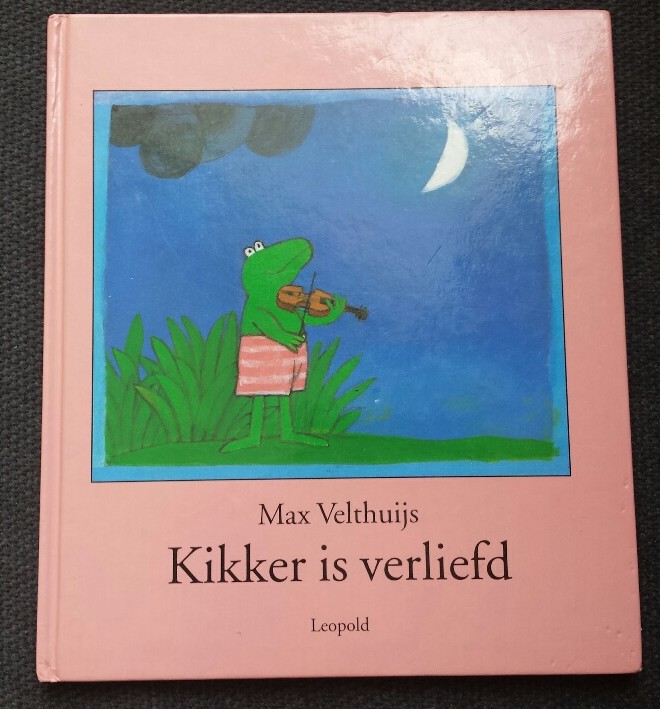 Max Velthuijs
Kikker is verliefd
Leopold